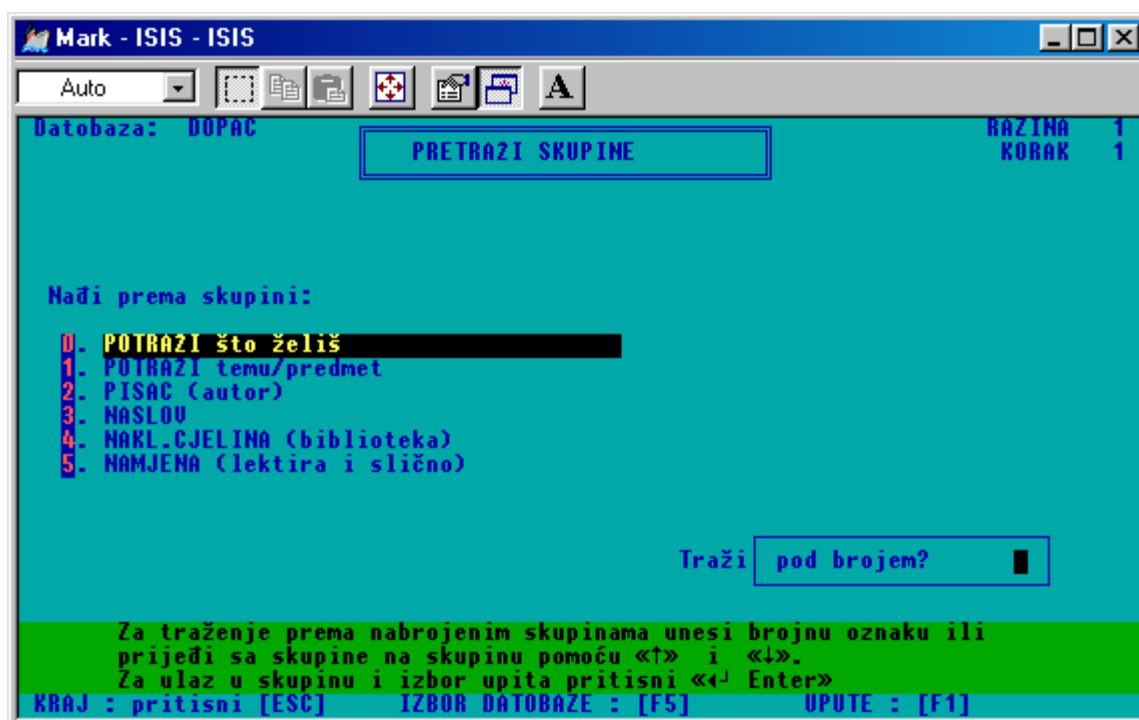 Mark - ISIS - ISIS
Auto
A
Datobaza: DOPAC
PRETRAŽI SKUPINE
RAZINA 1
KORAK 1
Nađi prema skupini:
0. POTRAŽI što želiš
1. POTRAŽI temu/predmet
2. PISAC (autor)
3. NASLOV
4. NAKL.CJELINA (biblioteka)
5. NAMJENA (lektira i slično)
Traži pod brojem?
Za traženje prema nabrojenim skupinama unesi brojnu oznaku ili
prijeđi sa skupine na skupinu pomoću «↑» i «↓».
Za ulaz u skupinu i izbor upita pritisni «↵ Enter»
KRAJ : pritisni [ESC] IZBOR DATOBAZE : [F5] UPUTE : [F1]